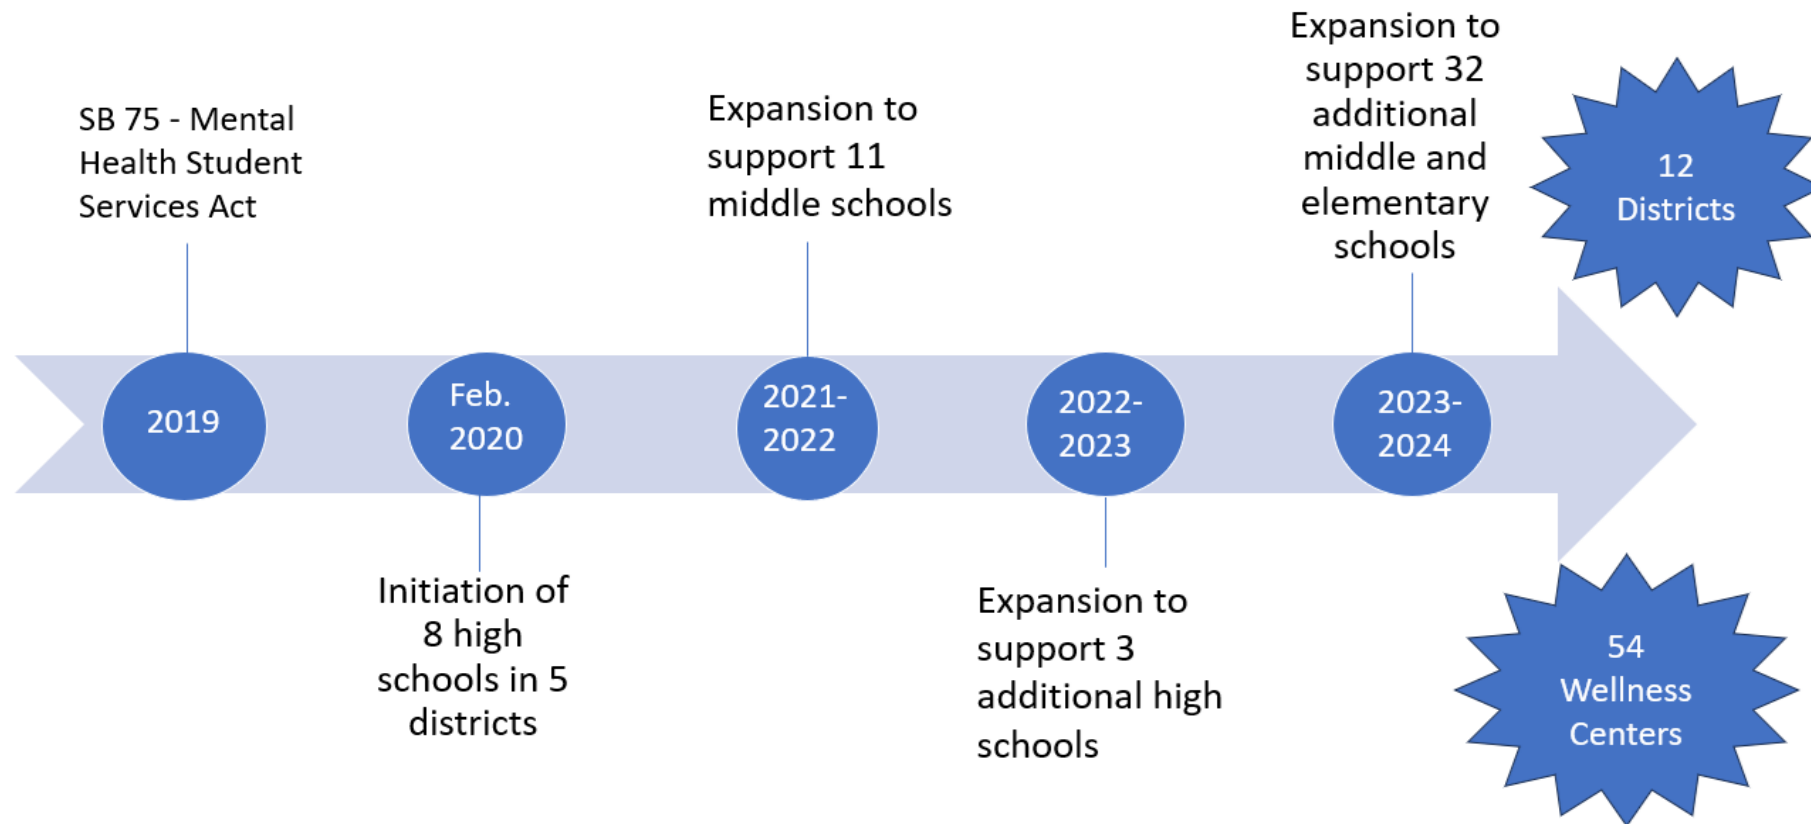 SB 75 - Mental
Health Student
Services Act
Expansion to
support 11
middle schools
Expansion to
support 32
additional
middle and
elementary
schools
12
Districts
2019
Feb.
2020
2021-
2022
2022-
2023
2023-
2024
Initiation of
8 high
schools in 5
districts
Expansion to
support 3
additional high
schools
54
Wellness
Centers